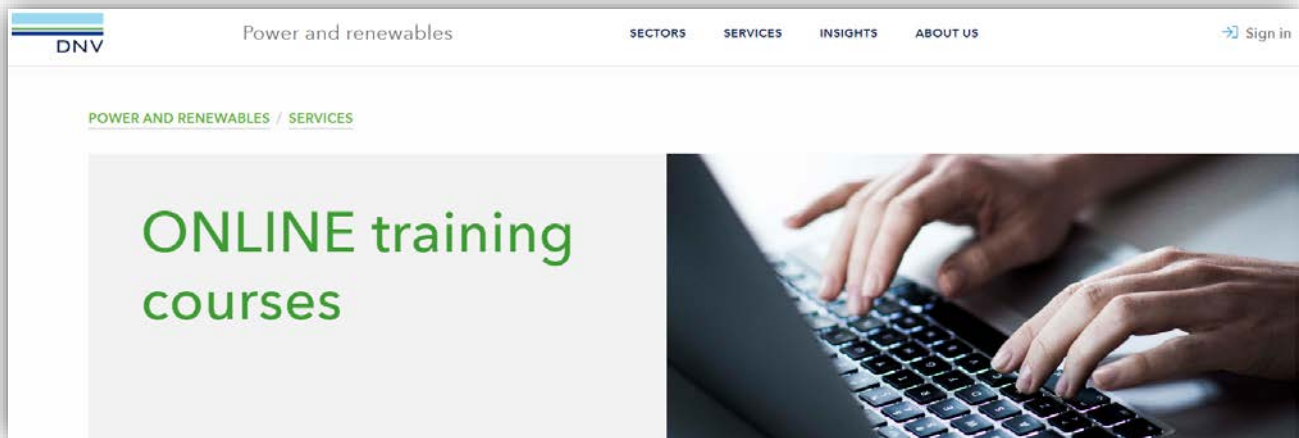 DNV
Power and renewables
SECTORS SERVICES INSIGHTS ABOUT US
Sign in
POWER AND RENEWABLES / SERVICES
ONLINE training
courses